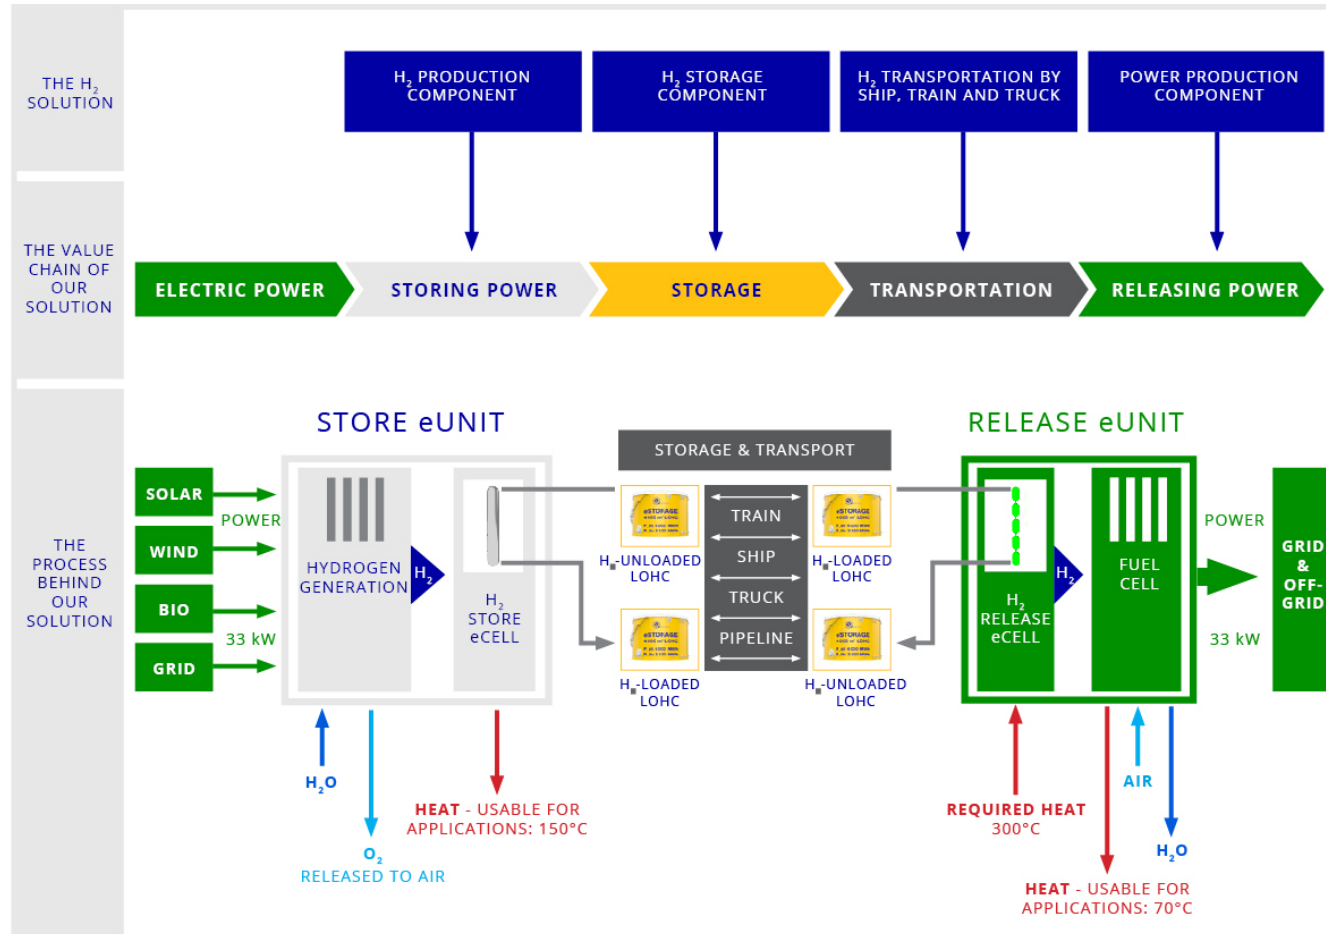 THE H₂
SOLUTION
H₂ PRODUCTION
COMPONENT
H₂ STORAGE
COMPONENT
H₂ TRANSPORTATION BY
SHIP, TRAIN AND TRUCK
POWER PRODUCTION
COMPONENT
THE VALUE
CHAIN OF
OUR
SOLUTION
ELECTRIC POWER
STORING POWER
STORAGE
TRANSPORTATION
RELEASING POWER
THE
PROCESS
BEHIND
OUR
SOLUTION
STORE eUNIT
SOLAR
POWER
WIND
BIO
33 kW
GRID
HYDROGEN
GENERATION
H₂
H₂
STORE
eCELL
H₂O
O₂
RELEASED TO AIR
HEAT - USABLE FOR
APPLICATIONS: 150°C
STORAGE & TRANSPORT
eSTORAGE
H -UNLOADED
LOHC
eSTORAGE
H -LOADED
LOHC
TRAIN
SHIP
TRUCK
PIPELINE
eSTORAGE
H -LOADED
LOHC
eSTORAGE
H -UNLOADED
LOHC
RELEASE eUNIT
H₂
RELEASE
eCELL
H₂
FUEL
CELL
POWER
33 kW
GRID
&
OFF-
GRID
REQUIRED HEAT
300°C
AIR
H₂O
HEAT - USABLE FOR
APPLICATIONS: 70°C